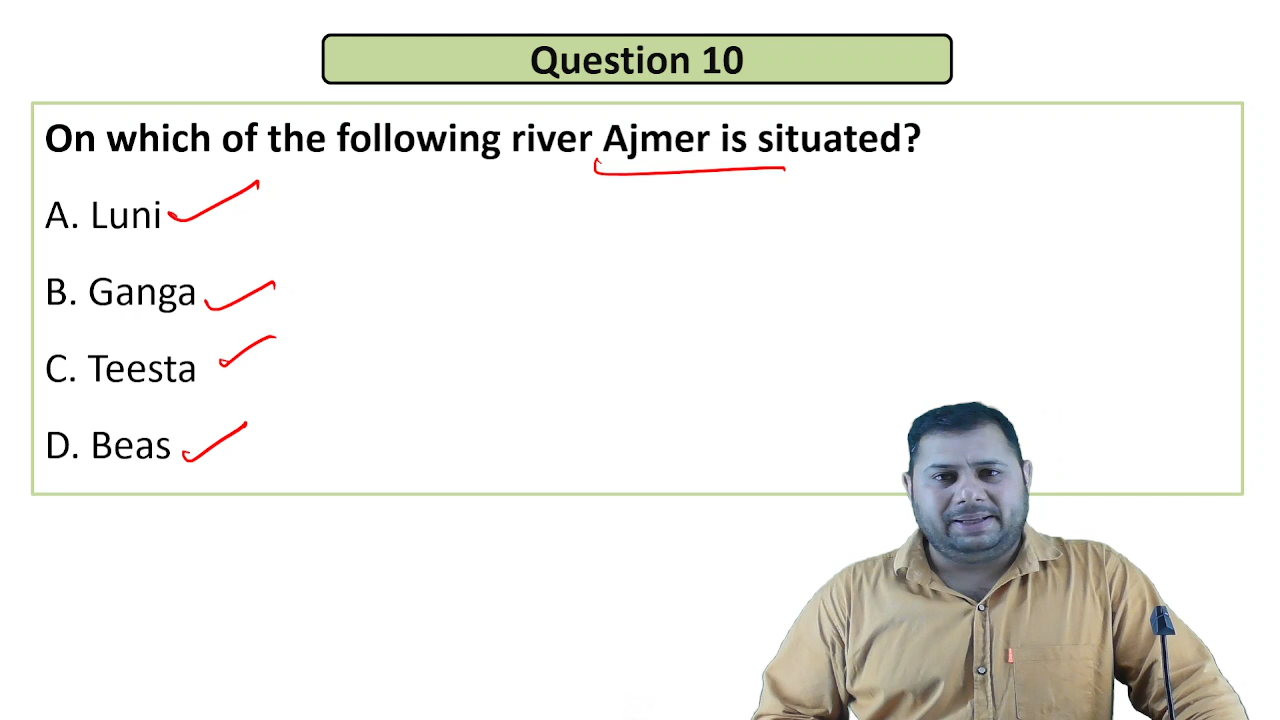 Question 10
On which of the following river Ajmer is situated?
A. Luni
B. Ganga
C. Teesta
D. Beas